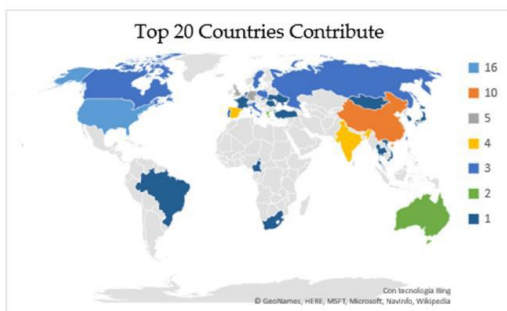 Top 20 Countries Contribute
16
10
5
4
3
2
1
Con tecnologia Bing
© GeoNames, HERE, MSFT, Microsoft, NavInfo, Wikipedia